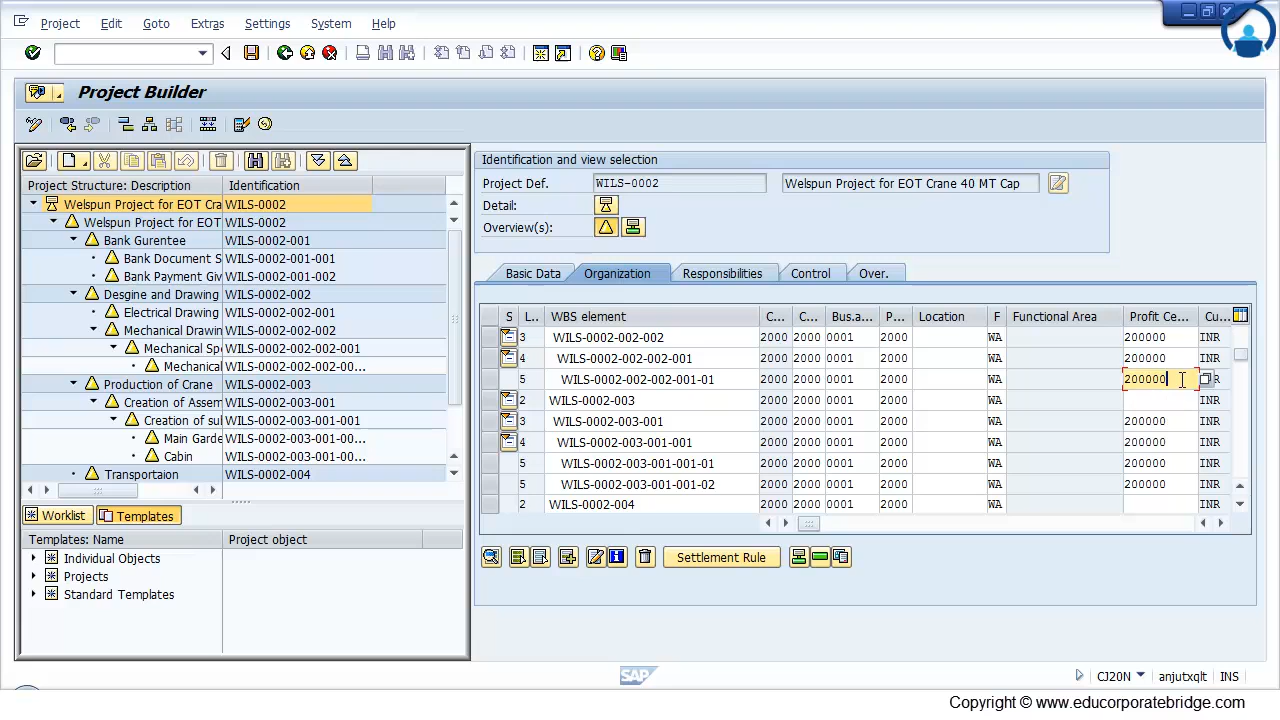 Project Edit Goto Extras Settings System Help
Project Builder
Project Structure: Description Identification
Welspun Project for EOT Cra WILS-0002
Welspun Project for EOT WILS-0002
Bank Gurentee WILS-0002-001
Bank Document S WILS-0002-001-001
Bank Payment Giv WILS-0002-001-002
Desgine and Drawing WILS-0002-002
Electrical Drawing WILS-0002-002-001
Mechanical Drawin WILS-0002-002-002
Mechanical Spe WILS-0002-002-002-001
Mechanica WILS-0002-002-002-00...
Production of Crane WILS-0002-003
Creation of Assem WILS-0002-003-001
Creation of sul WILS-0002-003-001-001
Main Garde WILS-0002-003-001-00...
Cabin WILS-0002-003-001-00...
Transportaion WILS-0002-004
Worklist Templates
Templates: Name Project object
Individual Objects
Projects
Standard Templates
Identification and view selection
Project Def. WILS-0002 Welspun Project for EOT Crane 40 MT Cap
Detail:
Overview(s):
Basic Data Organization Responsibilities Control Over.
S L.. WBS element C... C... Bus.a... P... Location F Functional Area Profit Ce... Cu...
3 WILS-0002-002-002 2000 2000 0001 2000 WA 200000 INR
4 WILS-0002-002-002-001 2000 2000 0001 2000 WA 200000 INR
5 WILS-0002-002-002-001-01 2000 2000 0001 2000 WA 200000 R
2 WILS-0002-003 2000 2000 0001 2000 WA INR
3 WILS-0002-003-001 2000 2000 0001 2000 WA 200000 INR
4 WILS-0002-003-001-001 2000 2000 0001 2000 WA 200000 INR
5 WILS-0002-003-001-001-01 2000 2000 0001 2000 WA 200000 INR
5 WILS-0002-003-001-001-02 2000 2000 0001 2000 WA 200000 INR
2 WILS-0002-004 2000 2000 0001 2000 WA INR
Settlement Rule
SAP CJ20N anjutxqlt INS
Copyright © www.educorporatebridge.com